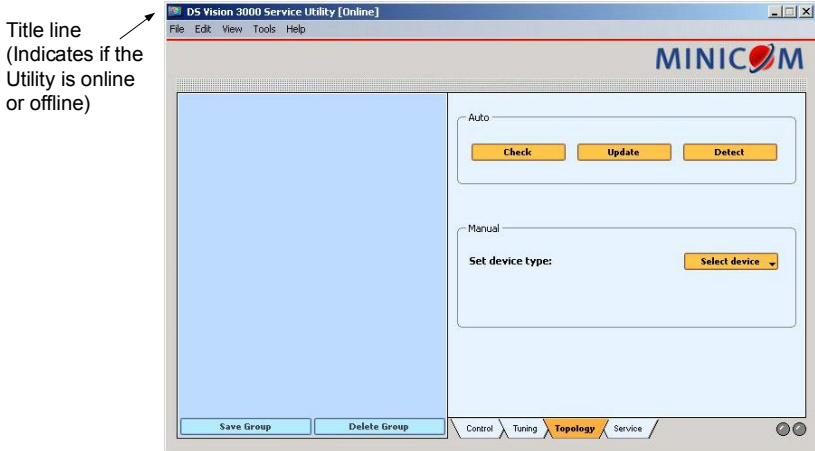 Title line
(Indicates if the
Utility is online
or offline)
DS Vision 3000 Service Utility [Online]
File Edit View Tools Help
MINICOM
Auto
Check Update Detect
Manual
Set device type: Select device
Save Group Delete Group
Control Tuning Topology Service